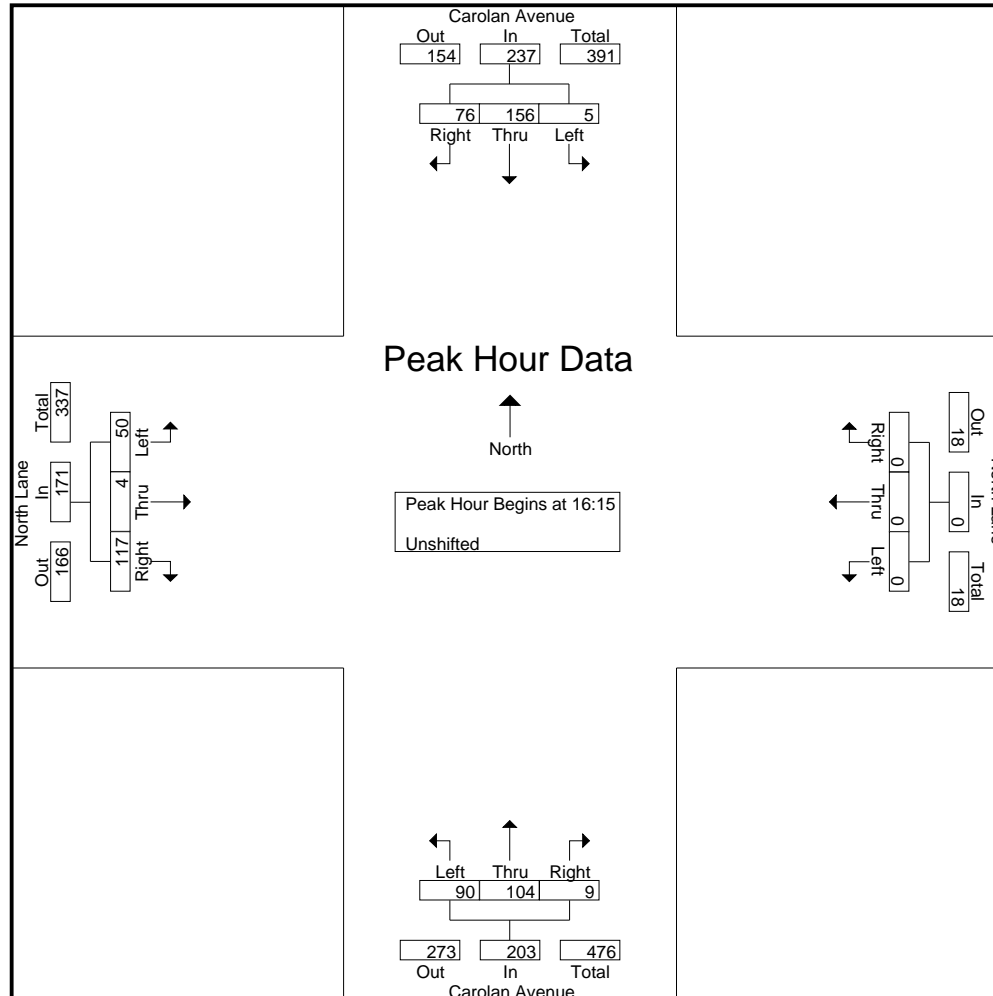 Carolan Avenue
Out In Total
154 237 391
76 156 5
Right Thru Left
Peak Hour Data
North
Peak Hour Begins at 16:15
Unshifted
North Lane
Total In Out
337 171 166
50 4 117
Left Thru Right
Out In Total
18 0 18
Right Thru Left
0 0 0
Left Thru Right
90 104 9
273 203 476
Out In Total
Carolan Avenue